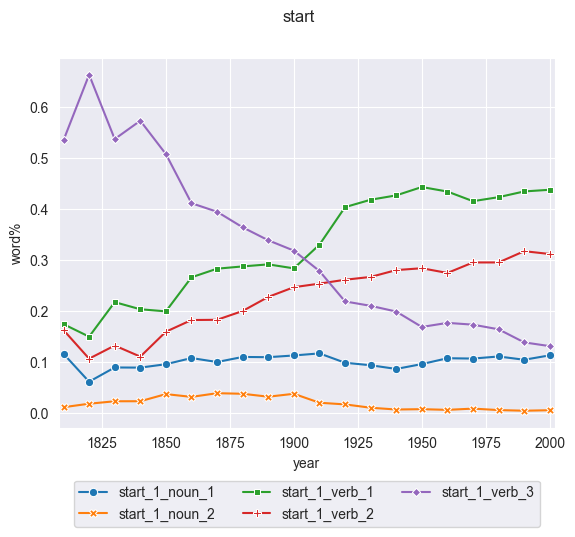 start
0.6
0.5
0.4
0.3
0.2
0.1
0.0
word%
1825 1850 1875 1900 1925 1950 1975 2000
year
start_1_noun_1 start_1_verb_1 start_1_verb_3
start_1_noun_2 start_1_verb_2